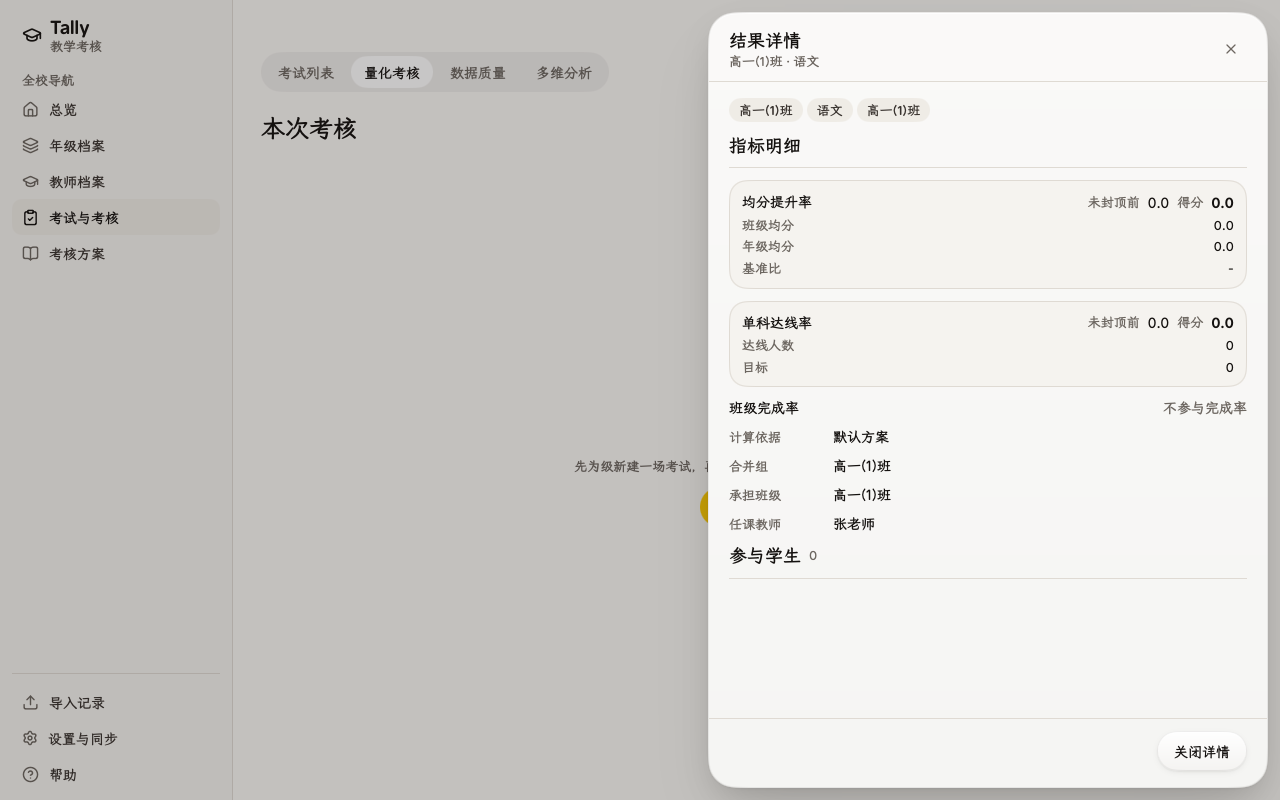 Tally
教学考核
全校导航
总览
年级档案
教师档案
考试与考核
考核方案
导入记录
设置与同步
帮助
考试列表 量化考核 数据质量 多维分析
本次考核
先为级新建一场考试,
结果详情
高一(1)班 · 语文
高一(1)班 语文 高一(1)班
指标明细
均分提升率 未封顶前 0.0 得分 0.0
班级均分 0.0
年级均分 0.0
基准比 -
单科达线率 未封顶前 0.0 得分 0.0
达线人数 0
目标 0
班级完成率 不参与完成率
计算依据 默认方案
合并组 高一(1)班
承担班级 高一(1)班
任课教师 张老师
参与学生 0
关闭详情